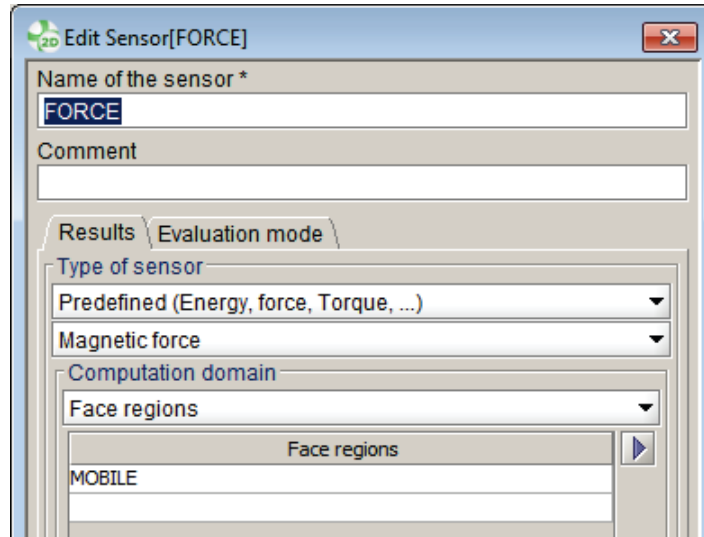 2D Edit Sensor[FORCE]
Name of the sensor *
FORCE
Comment
Results Evaluation mode
Type of sensor
Predefined (Energy, force, Torque, ...)
Magnetic force
Computation domain
Face regions
Face regions
MOBILE